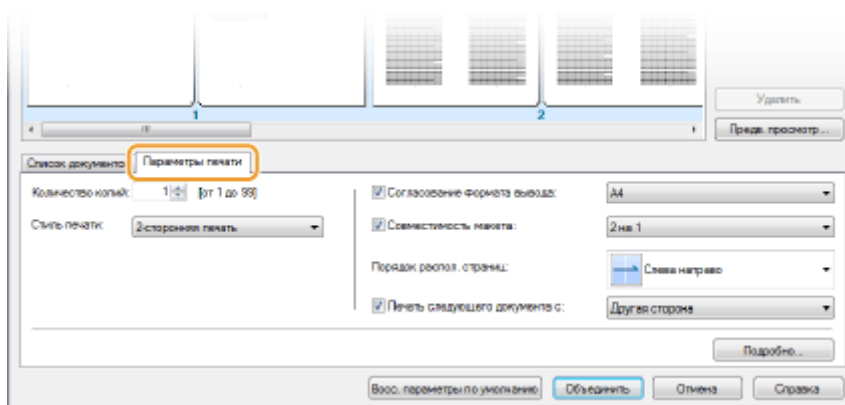 Удалить
1
2
Предв. просмотр...
Список документо
Параметры печати
Количество копий: 1 [от 1 до 99]
Согласование формата вывода: A4
Стиль печати: 2-сторонняя печать
Совместимость макета: 2 на 1
Порядок распол. страниц: Слева направо
Печать следующего документа с: Другая сторона
Подробно...
Восс. параметры по умолчанию
Объединить
Отмена
Справка